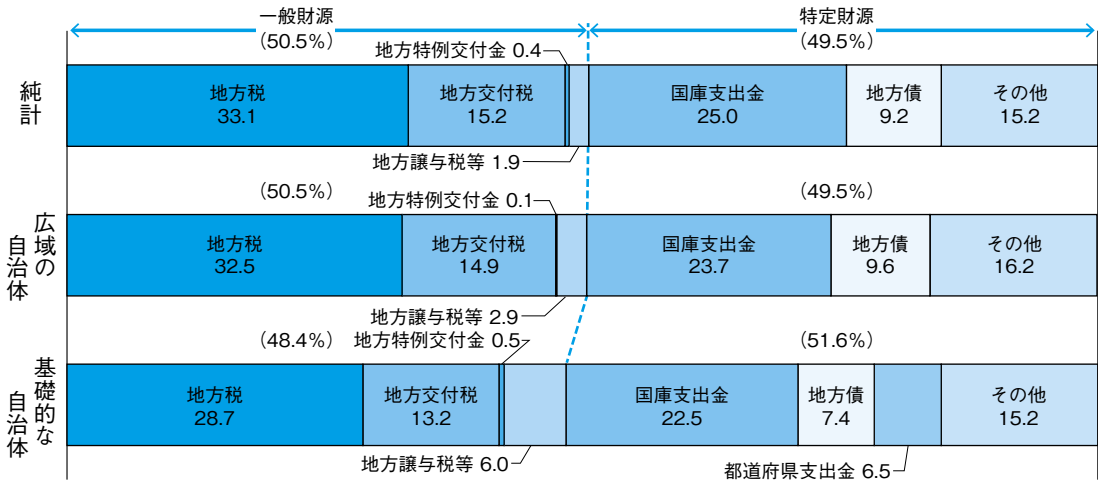 一般財源
(50.5%)
特定財源
(49.5%)
純計
地方税
33.1
地方交付税
15.2
地方特例交付金 0.4
地方譲与税等 1.9
国庫支出金
25.0
地方債
9.2
その他
15.2
広域の
自治体
(50.5%)
(49.5%)
地方税
32.5
地方交付税
14.9
地方特例交付金 0.1
地方譲与税等 2.9
国庫支出金
23.7
地方債
9.6
その他
16.2
基礎的な
自治体
(48.4%)
(51.6%)
地方税
28.7
地方交付税
13.2
地方特例交付金 0.5
地方譲与税等 6.0
国庫支出金
22.5
地方債
7.4
都道府県支出金 6.5
その他
15.2